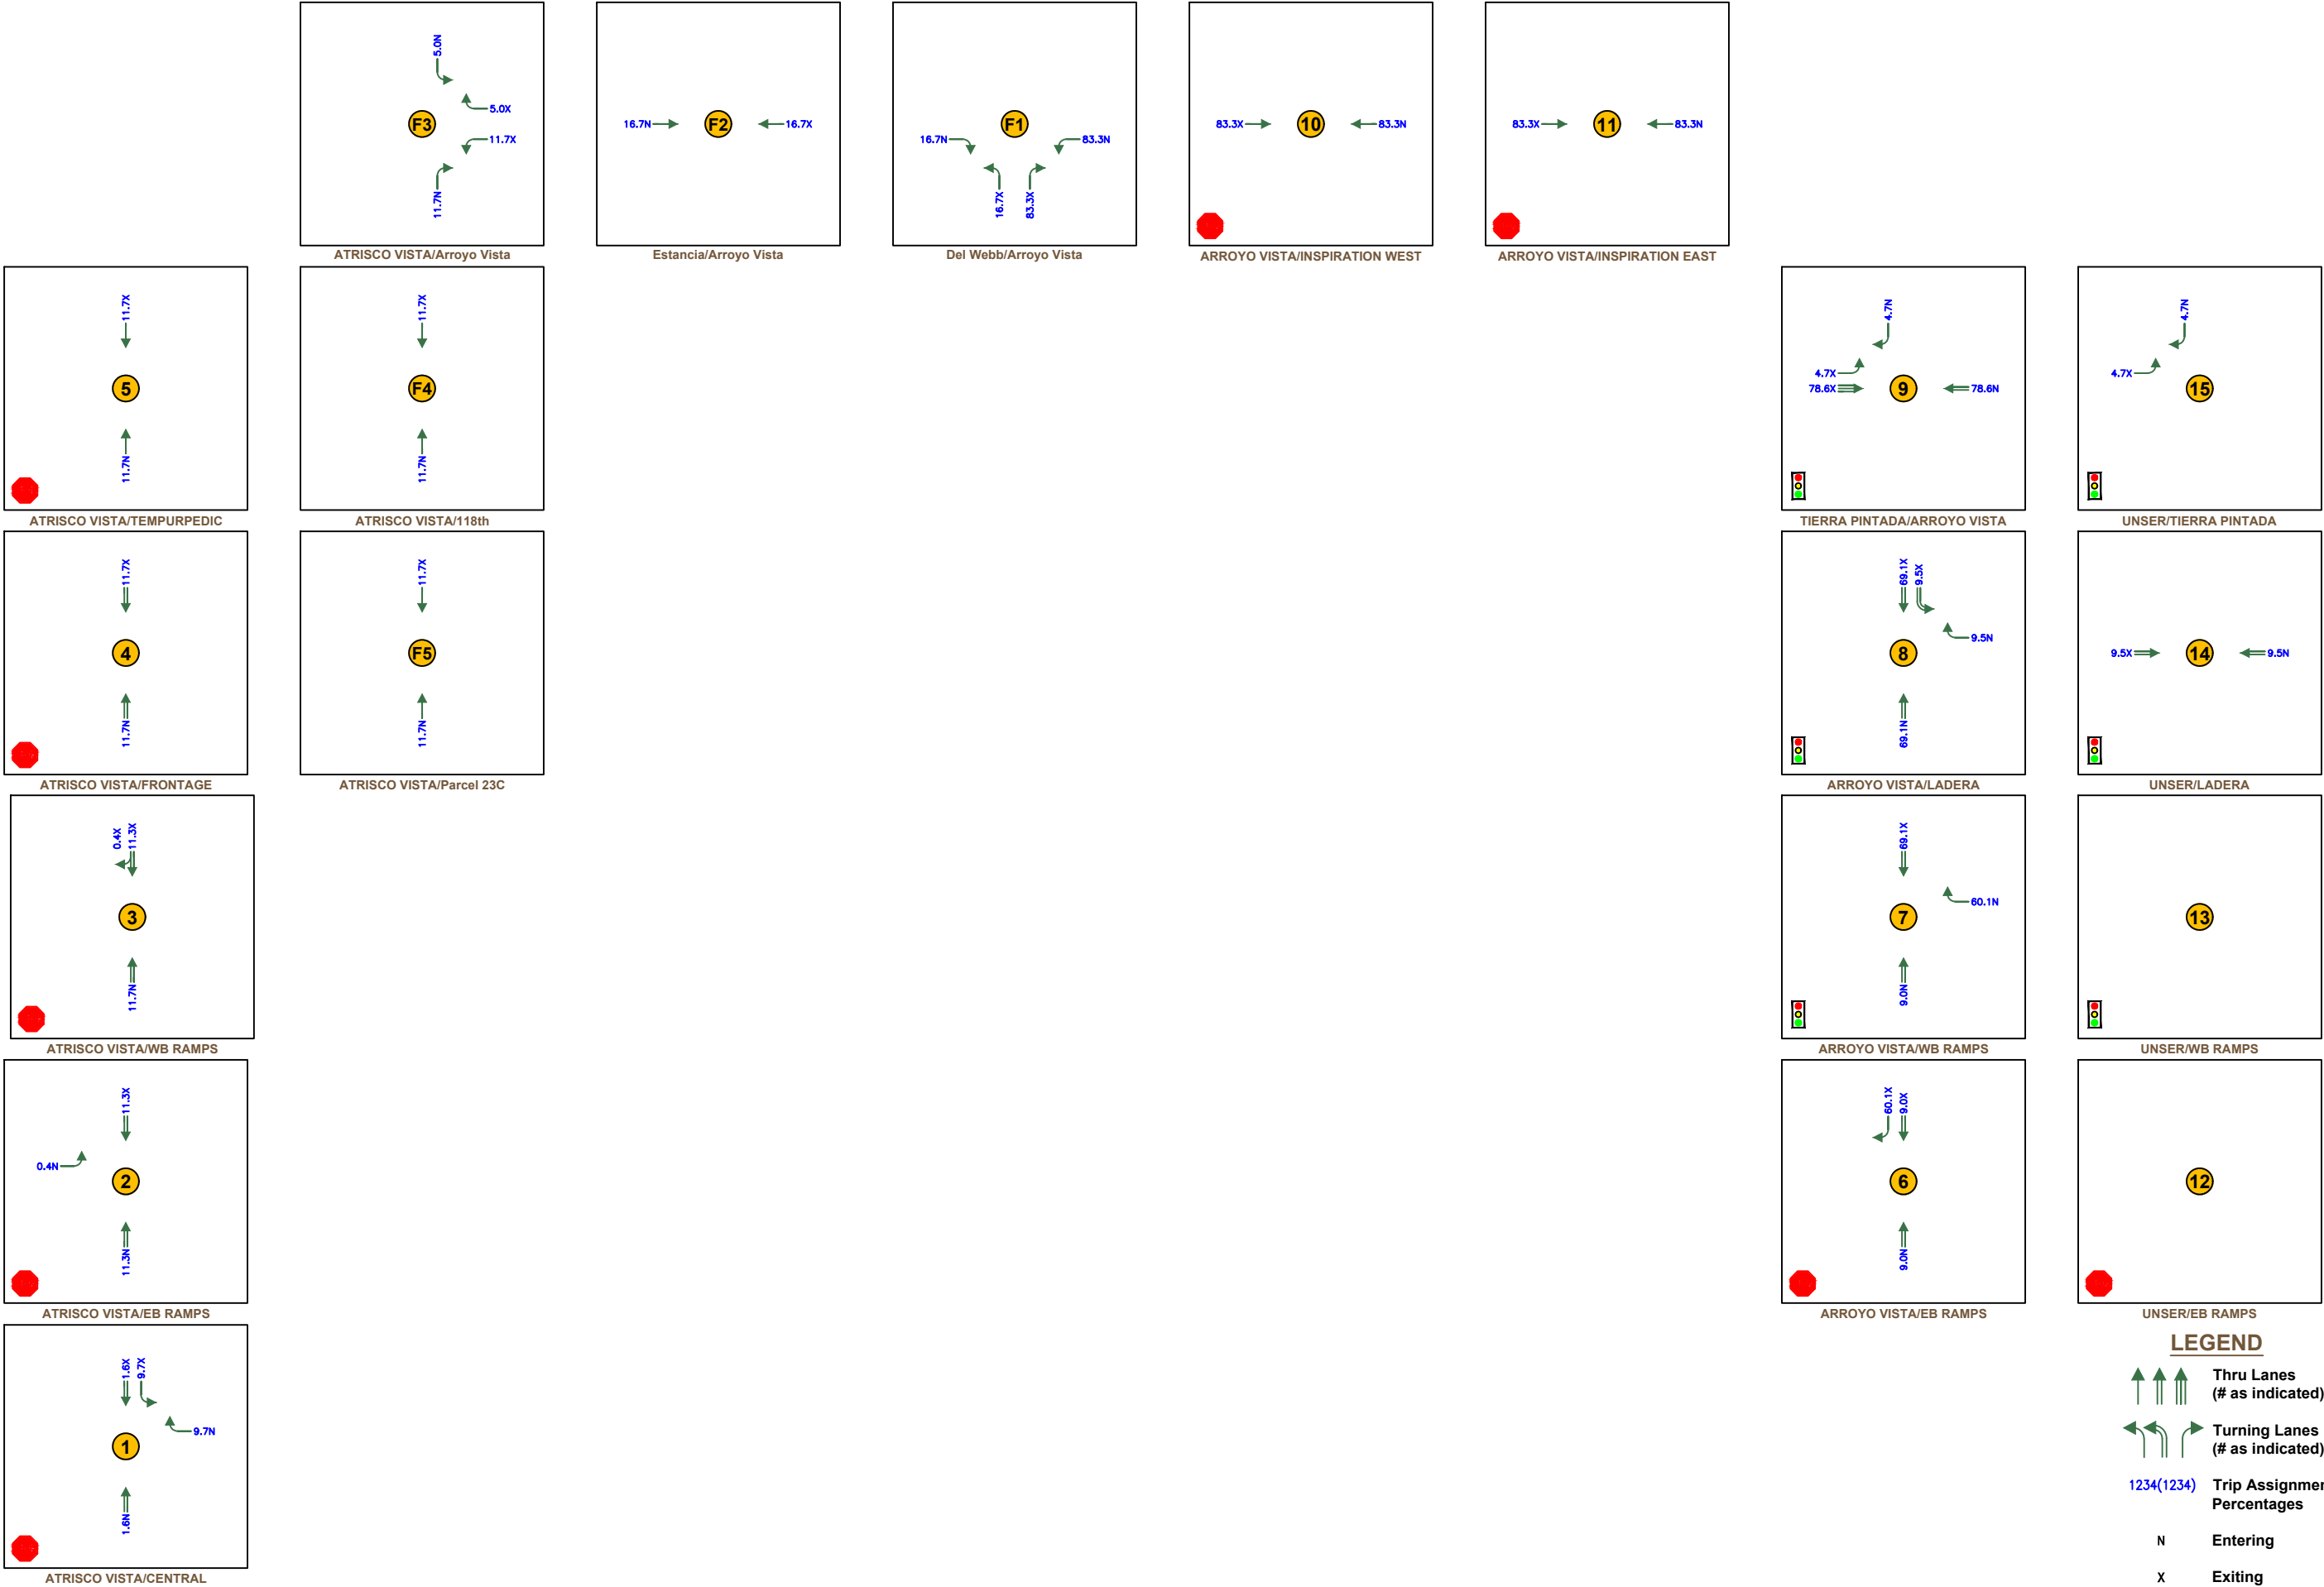 5.0N
5.0X
F3
11.7X
11.7N
ATRISCO VISTA/Arroyo Vista
16.7N
F2
16.7X
Estancia/Arroyo Vista
F1
16.7N
83.3N
16.7X
83.3X
Del Webb/Arroyo Vista
83.3X
10
83.3N
ARROYO VISTA/INSPIRATION WEST
83.3X
11
83.3N
ARROYO VISTA/INSPIRATION EAST
11.7X
5
11.7N
ATRISCO VISTA/TEMPURPEDIC
11.7X
F4
11.7N
ATRISCO VISTA/118th
4.7N
4.7X
78.6X
9
78.6N
TIERRA PINTADA/ARROYO VISTA
4.7N
4.7X
15
UNSER/TIERRA PINTADA
11.7X
4
11.7N
ATRISCO VISTA/FRONTAGE
11.7X
F5
11.7N
ATRISCO VISTA/Parcel 23C
69.1X
9.5X
9.5N
8
69.1N
ARROYO VISTA/LADERA
9.5X
14
9.5N
UNSER/LADERA
0.4X
11.3X
3
11.7N
ATRISCO VISTA/WB RAMPS
69.1X
60.1N
7
9.0N
ARROYO VISTA/WB RAMPS
13
UNSER/WB RAMPS
11.3X
0.4N
2
11.3N
ATRISCO VISTA/EB RAMPS
60.1X
9.0X
6
9.0N
ARROYO VISTA/EB RAMPS
12
UNSER/EB RAMPS
1.6X
9.7X
9.7N
1
1.6N
ATRISCO VISTA/CENTRAL
LEGEND
Thru Lanes
(# as indicated)
Turning Lanes
(# as indicated)
1234(1234) Trip Assignmen
Percentages
N Entering
X Exiting